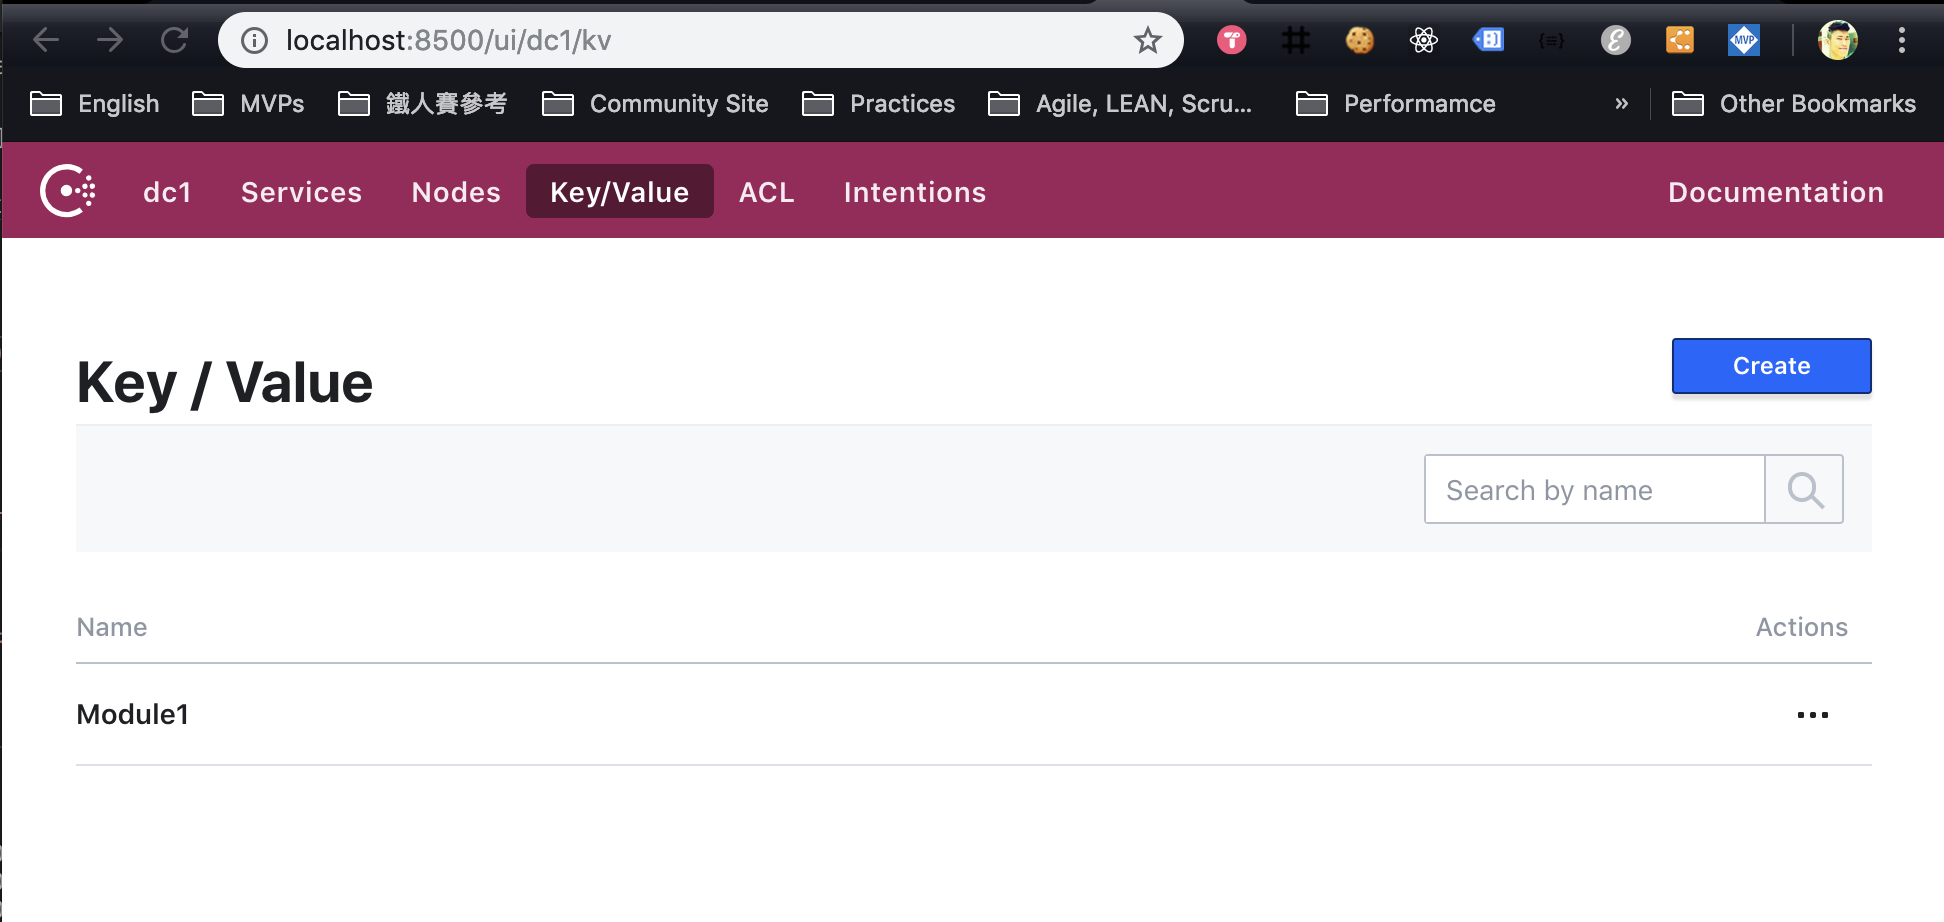 localhost:8500/ui/dc1/kv
{≡} MVP
English MVPs 鐵人賽參考 Community Site Practices Agile, LEAN, Scru... Performamce » Other Bookmarks
dc1 Services Nodes Key/Value ACL Intentions Documentation
Key / Value
Create
Search by name
Name Actions
Module1